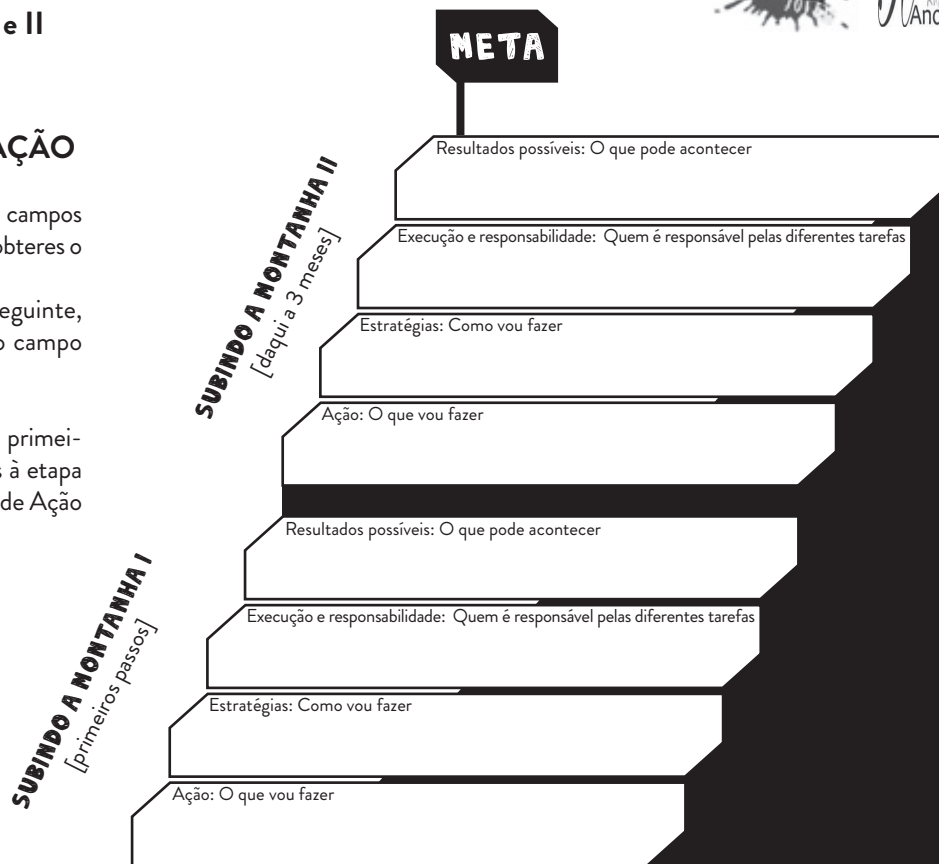 e II
META
AÇÃO
campos
obteres o
eguinte,
o campo
primei-
s à etapa
de Ação
SUBINDO A MONTANHA II
[daqui a 3 meses]
Resultados possíveis: O que pode acontecer
Execução e responsabilidade: Quem é responsável pelas diferentes tarefas
Estratégias: Como vou fazer
Ação: O que vou fazer
SUBINDO A MONTANHA I
[primeiros passos]
Resultados possíveis: O que pode acontecer
Execução e responsabilidade: Quem é responsável pelas diferentes tarefas
Estratégias: Como vou fazer
Ação: O que vou fazer